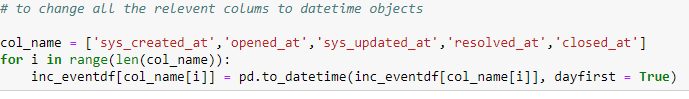 # to change all the relevent colums to datetime objects
col_name = ['sys_created_at','opened_at','sys_updated_at','resolved_at','closed_at']
for i in range(len(col_name)):
    inc_eventdf[col_name[i]] = pd.to_datetime(inc_eventdf[col_name[i]], dayfirst = True)